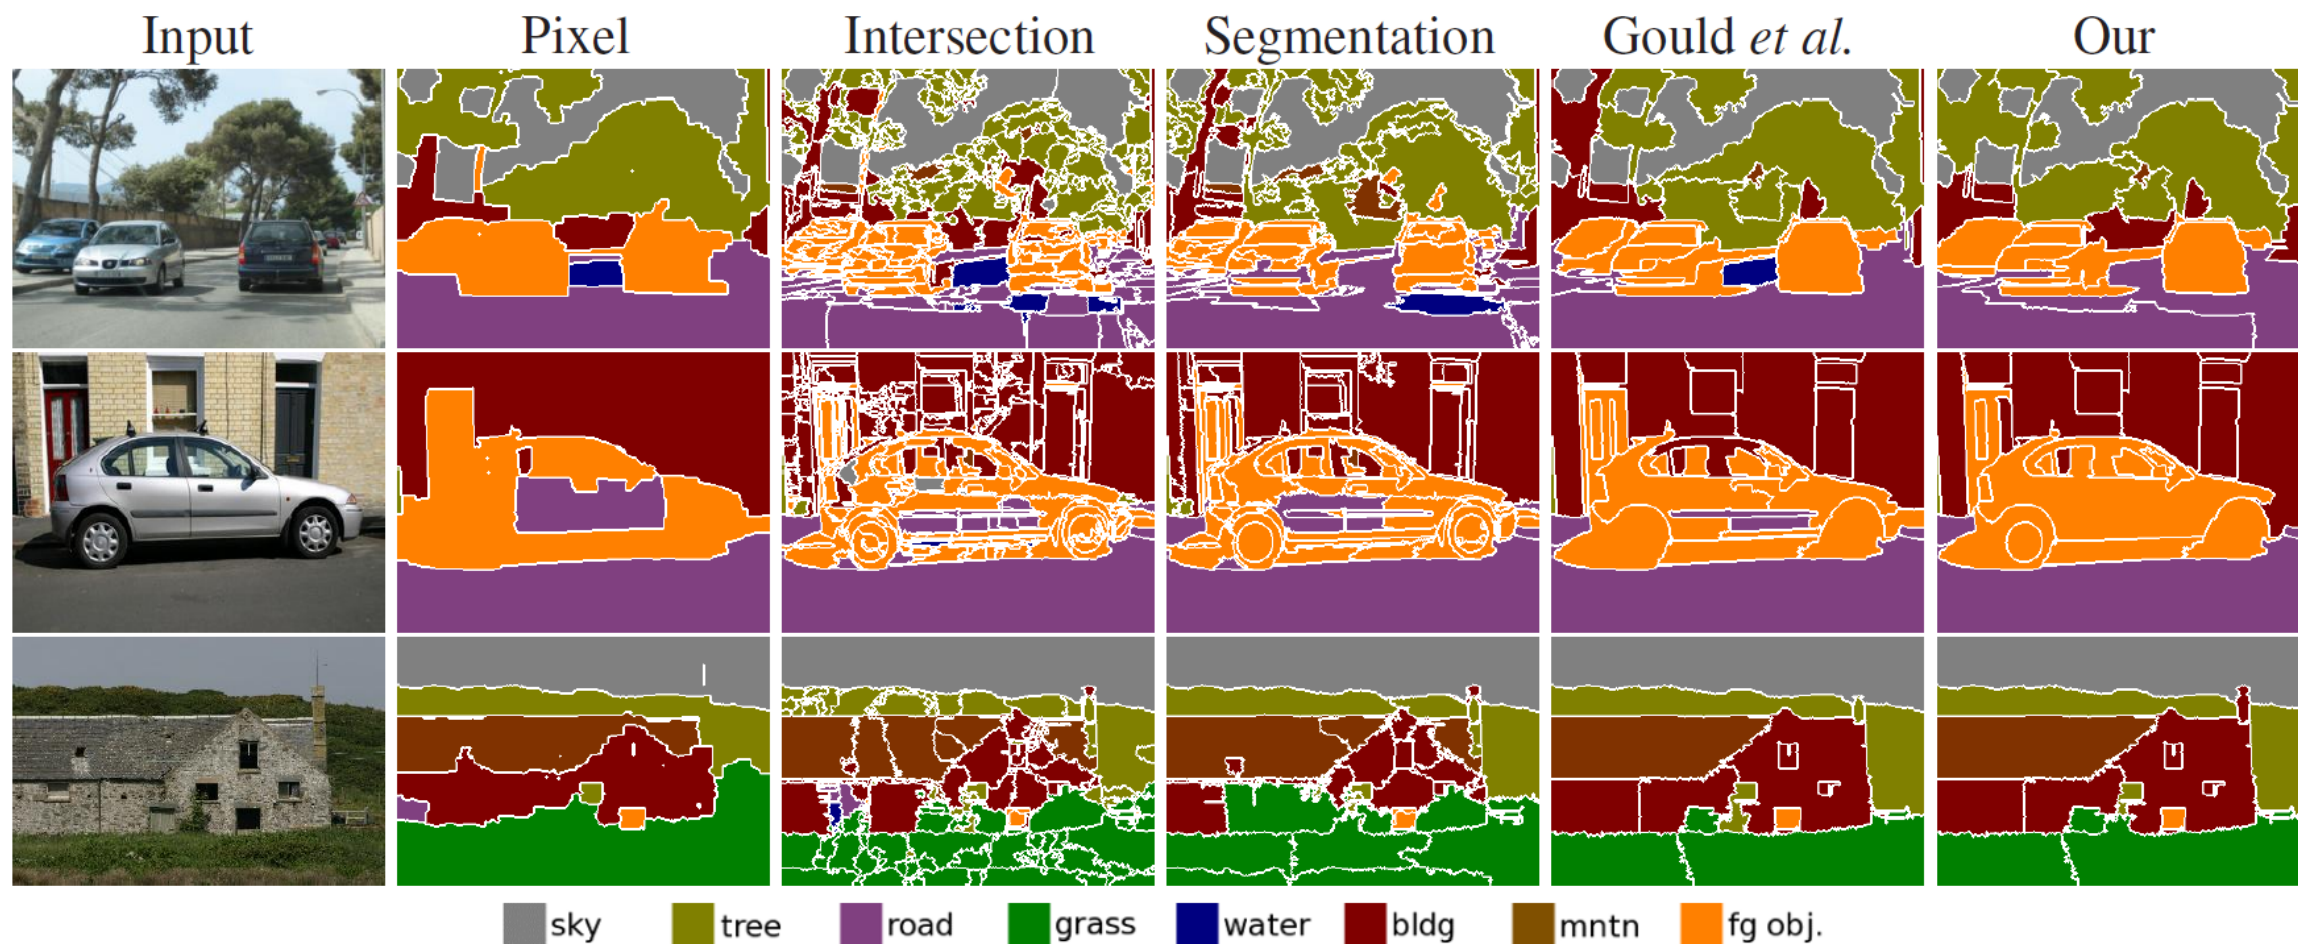 Input Pixel Intersection Segmentation Gould et al. Our
sky tree road grass water bldg mntn fg obj.